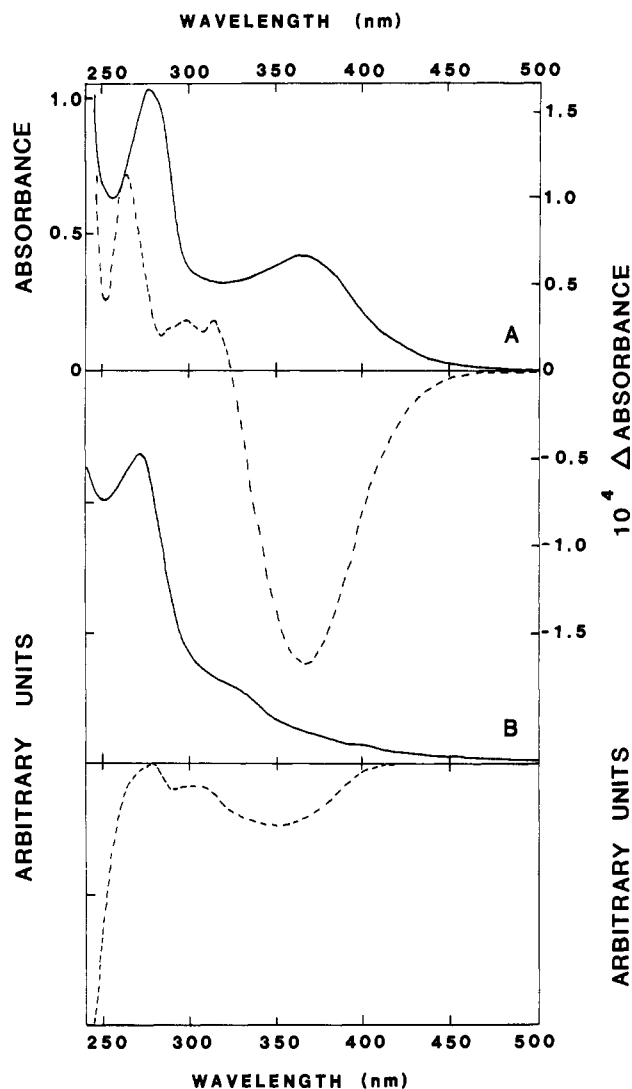 WAVELENGTH (nm)
250 300 350 400 450 500
1.0
0.5
0
ABSORBANCE
1.5
1.0
0.5
0
-0.5
-1.0
-1.5
10⁴ △ ABSORBANCE
A
B
ARBITRARY UNITS
ARBITRARY UNITS
250 300 350 400 450 500
WAVELENGTH (nm)